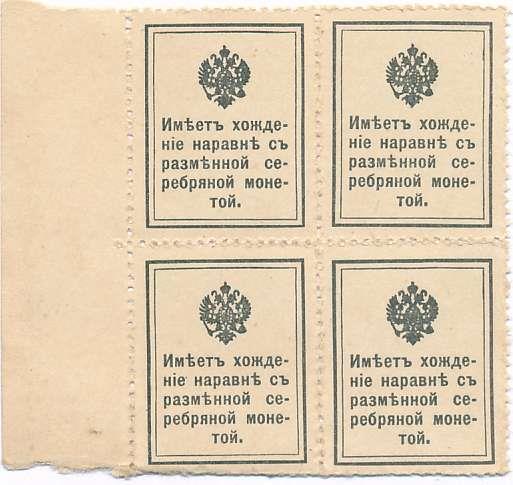 Имѣетъ хожде-
ніе наравнѣ съ
размѣнной се-
ребряной моне-
той.
Имѣетъ хожде-
ніе наравнѣ съ
размѣнной се-
ребряной моне-
той.
Имѣетъ хожде-
ніе наравнѣ съ
размѣнной се-
ребряной моне-
той.
Имѣетъ хожде-
ніе наравнѣ съ
размѣнной се-
ребряной моне-
той.